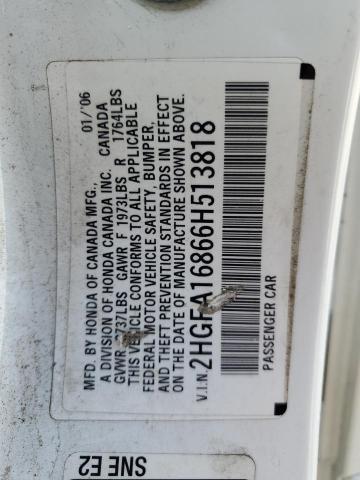 MFD. BY HONDA OF CANADA MFG., 01/'06
A DIVISION OF HONDA CANADA INC. CANADA
GVWR 3737LBS GAWR F 1973LBS R 1764LBS
THIS VEHICLE CONFORMS TO ALL APPLICABLE
FEDERAL MOTOR VEHICLE SAFETY, BUMPER,
AND THEFT PREVENTION STANDARDS IN EFFECT
ON THE DATE OF MANUFACTURE SHOWN ABOVE.
V.I.N. 2HGFA16866H513818
PASSENGER CAR
SNE E2